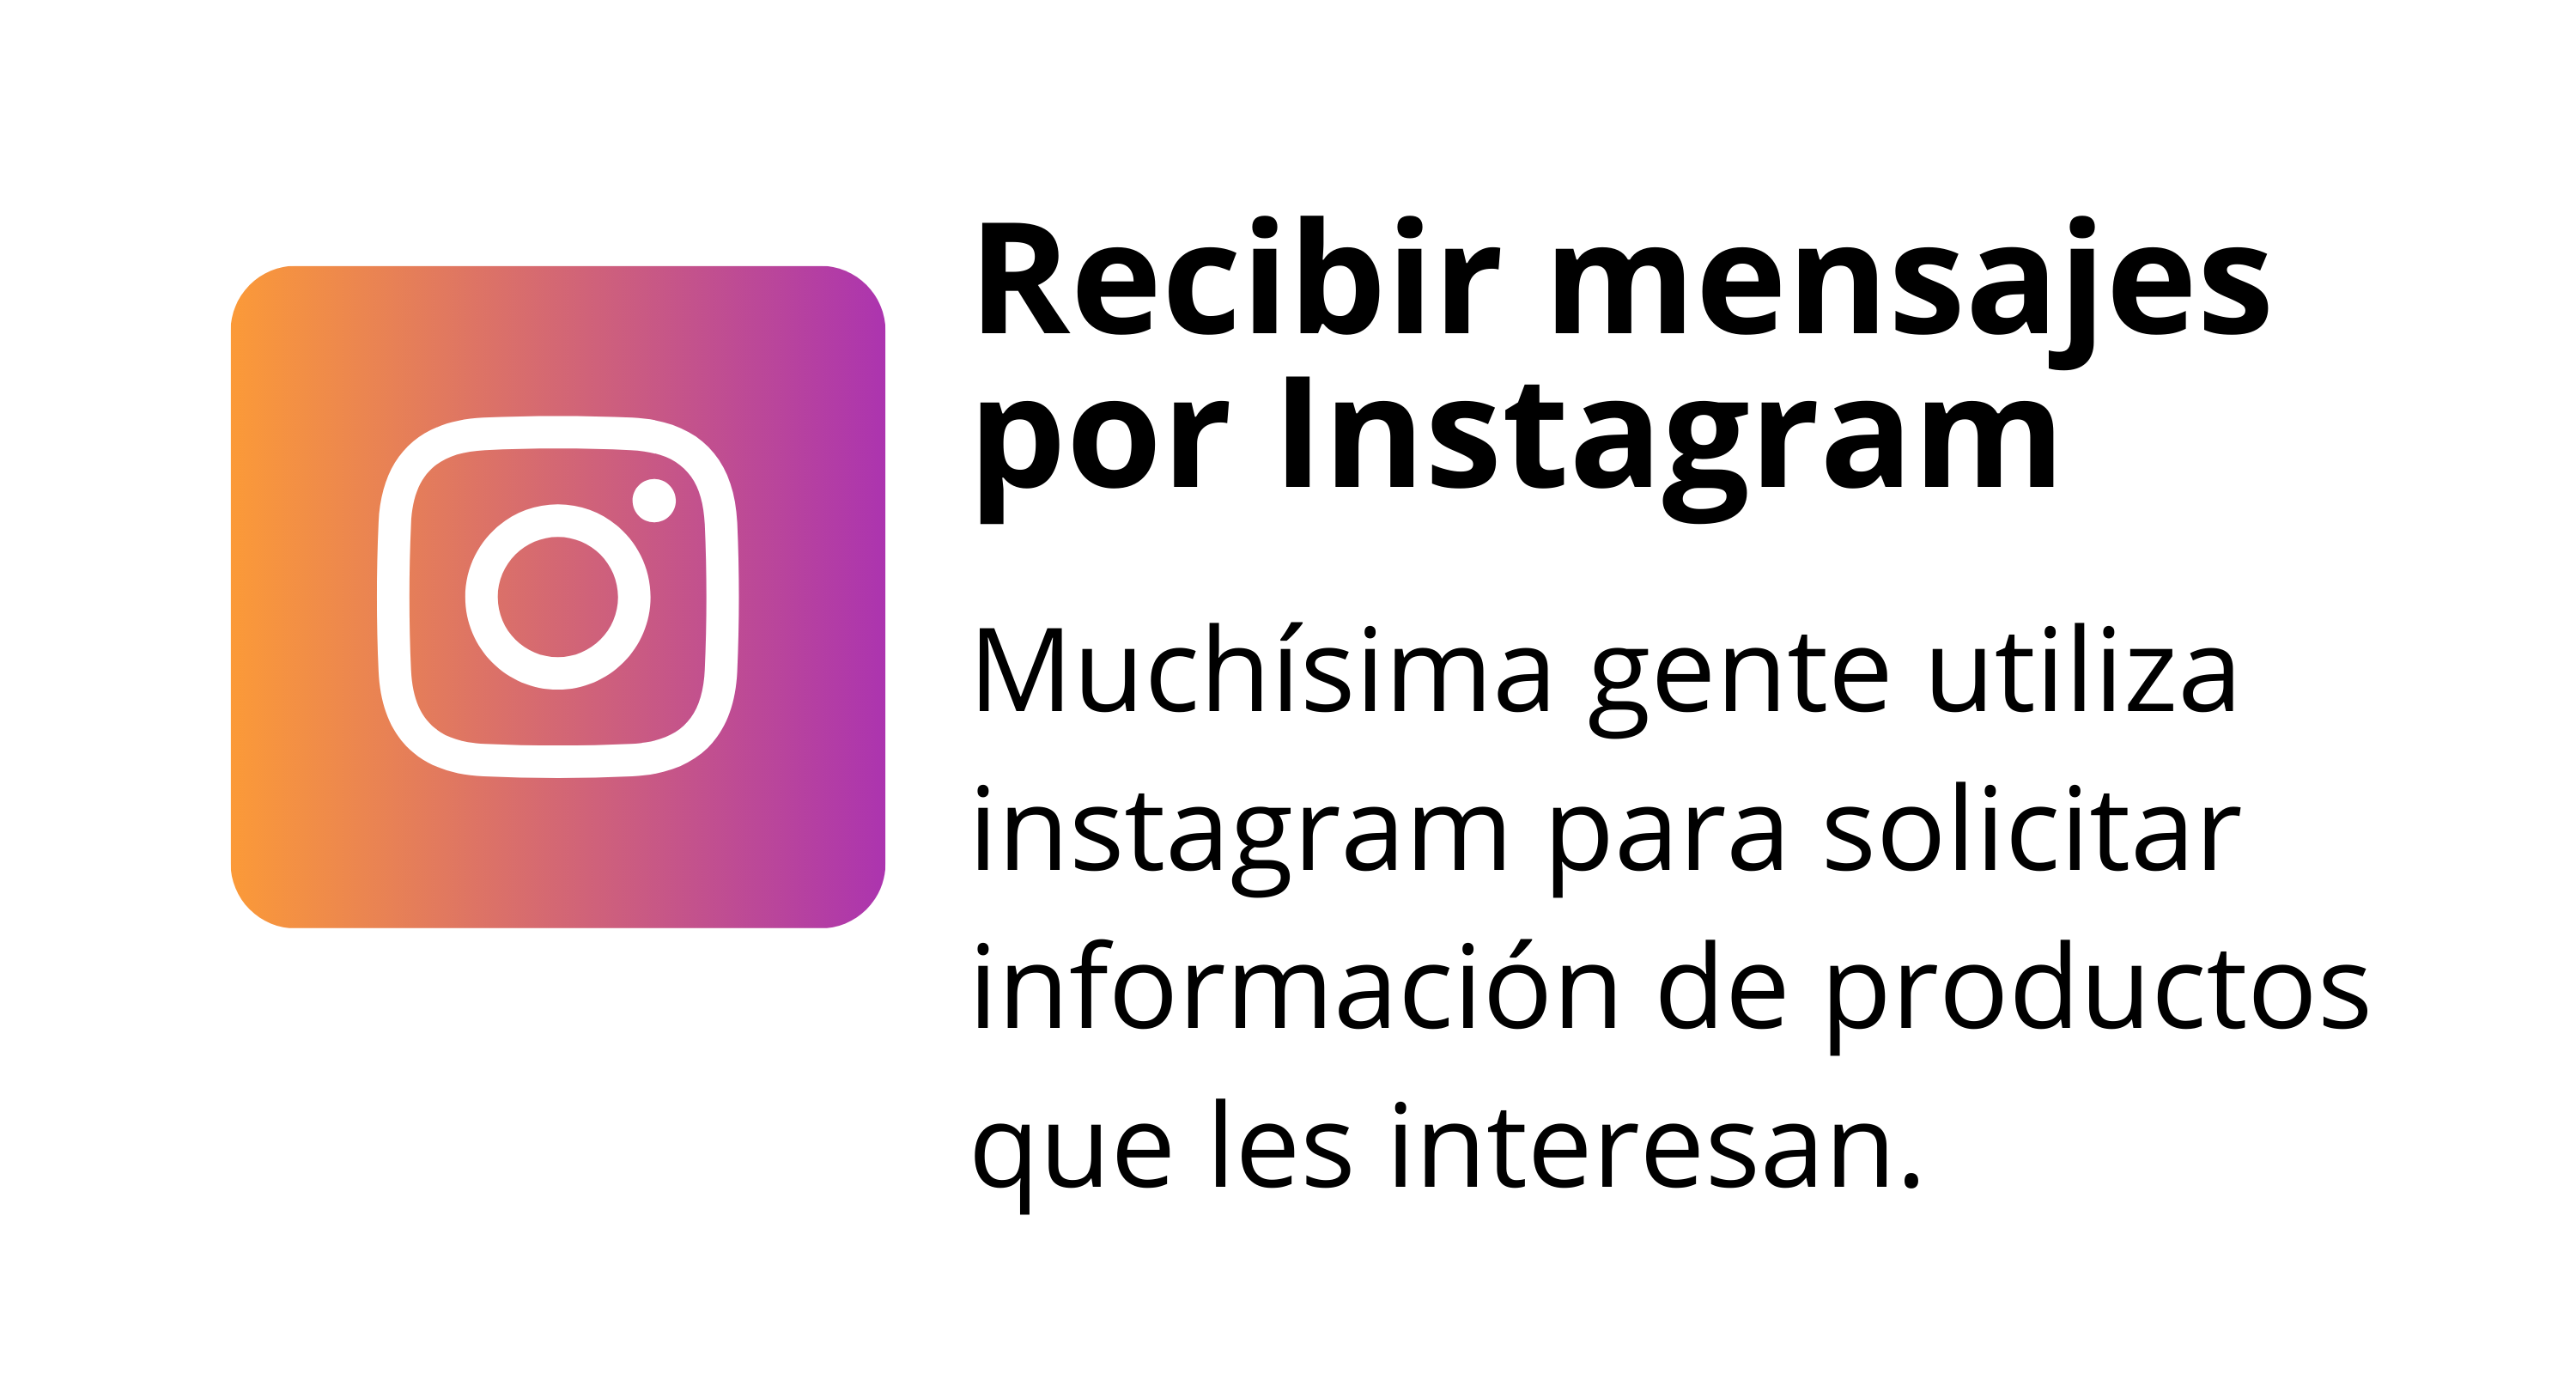 Recibir mensajes
por Instagram
Muchísima gente utiliza
instagram para solicitar
información de productos
que les interesan.